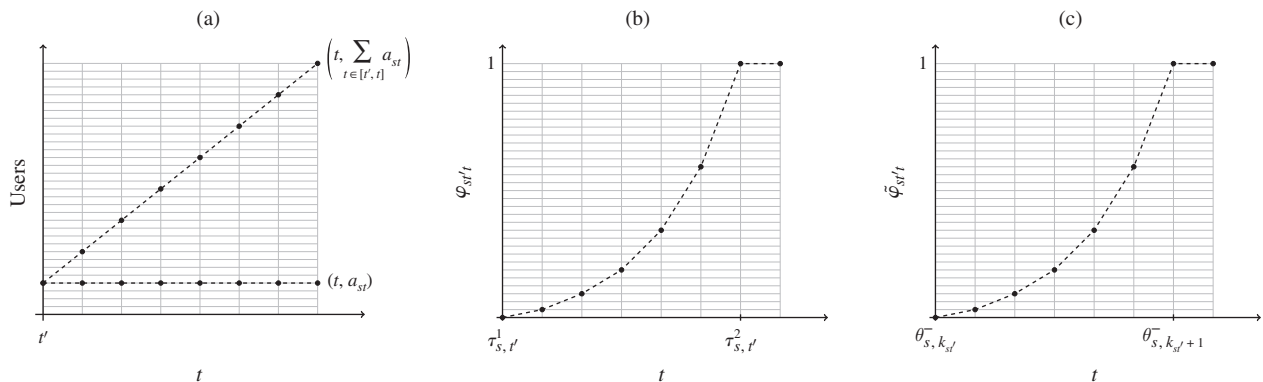 (a)
(t, ∑ a_{st})
t∈[t′, t]
Users
(t, a_{st})
t′
t
(b)
1
φ_{st′t}
τ^1_{s, t′}
τ^2_{s, t′}
t
(c)
1
φ̃_{st′t}
θ^−_{s, k_{st′}}
θ^−_{s, k_{st′}+1}
t